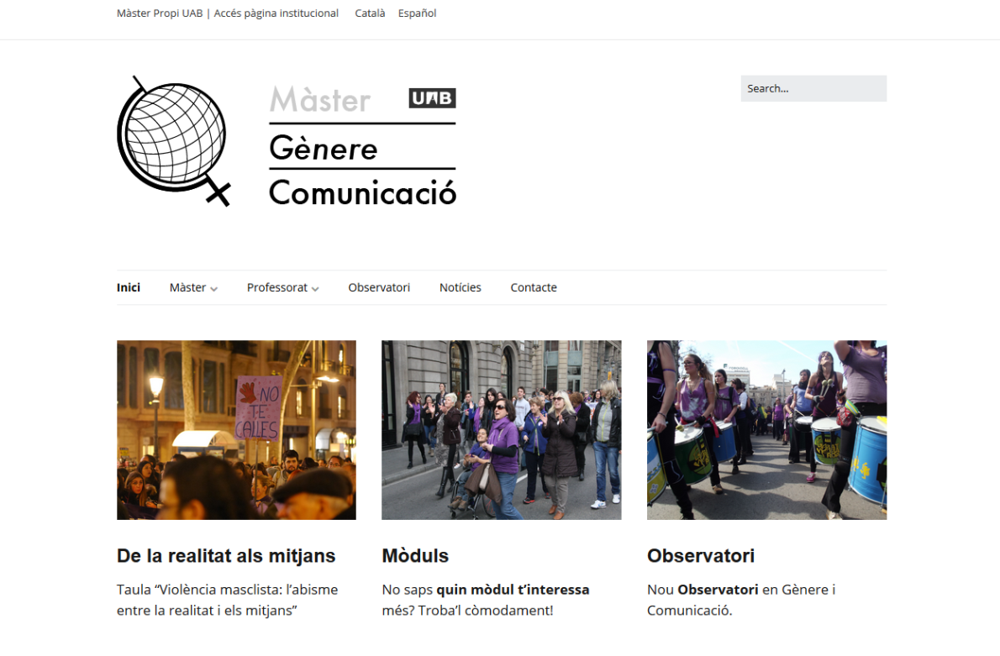 Màster Propi UAB | Accés pàgina institucional Català Español
Search...
Màster UAB
Gènere
Comunicació
Inici Màster Professorat Observatori Notícies Contacte
NO
TE
CALLES
De la realitat als mitjans
Taula “Violència masclista: l’abisme
entre la realitat i els mitjans”
Mòduls
No saps quin mòdul t’interessa
més? Troba’l còmodament!
Observatori
Nou Observatori en Gènere i
Comunicació.